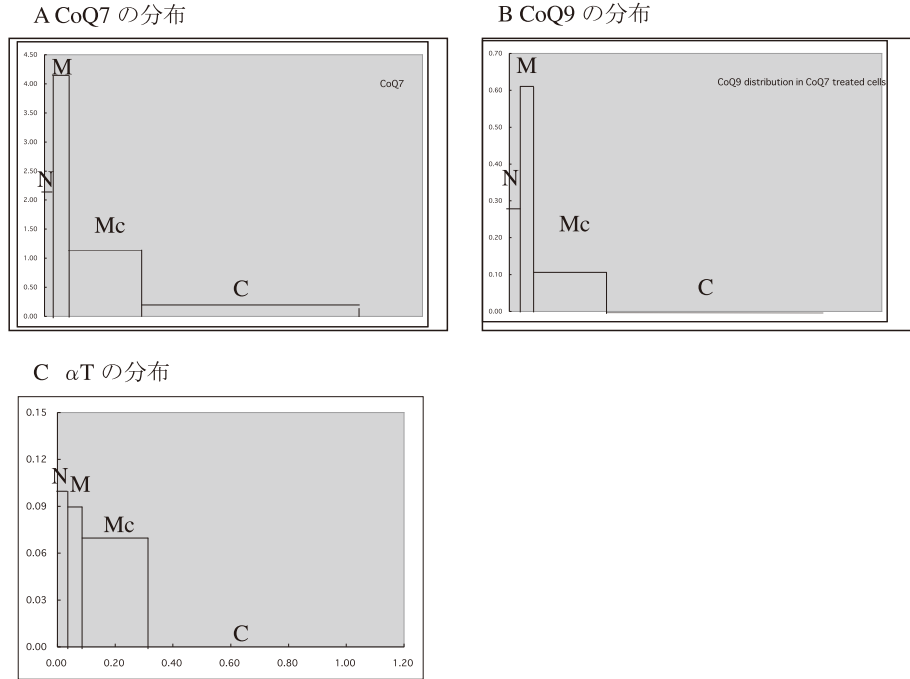 A CoQ7 の分布
4.50
4.00
3.50
3.00
2.50
2.00
1.50
1.00
0.50
0.00
M
N
Mc
C
CoQ7
B CoQ9 の分布
0.70
0.60
0.50
0.40
0.30
0.20
0.10
0.00
M
N
Mc
C
CoQ9 distribution in CoQ7 treated cells
C αT の分布
0.15
0.12
0.09
0.06
0.03
0.00
N
M
Mc
C
0.00 0.20 0.40 0.60 0.80 1.00 1.20